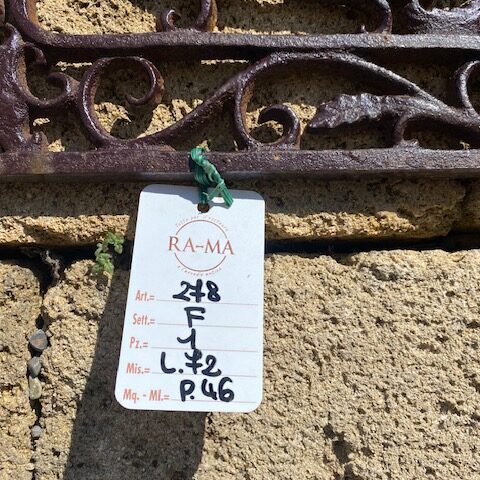 RA-MA
Art.= 278
Sett.= F
Pz.= 1
Mis.= L.72
Mq. - Ml.= P.46